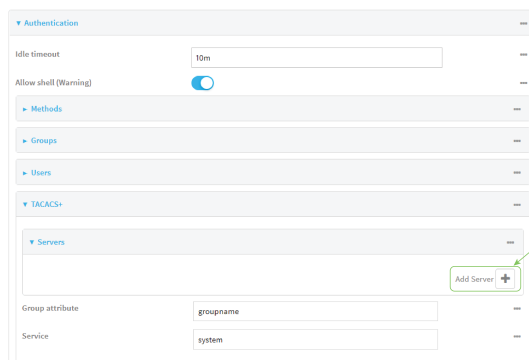 Authentication
Idle timeout
10m
Allow shell (Warning)
Methods
Groups
Users
TACACS+
Servers
Add Server
Group attribute
groupname
Service
system